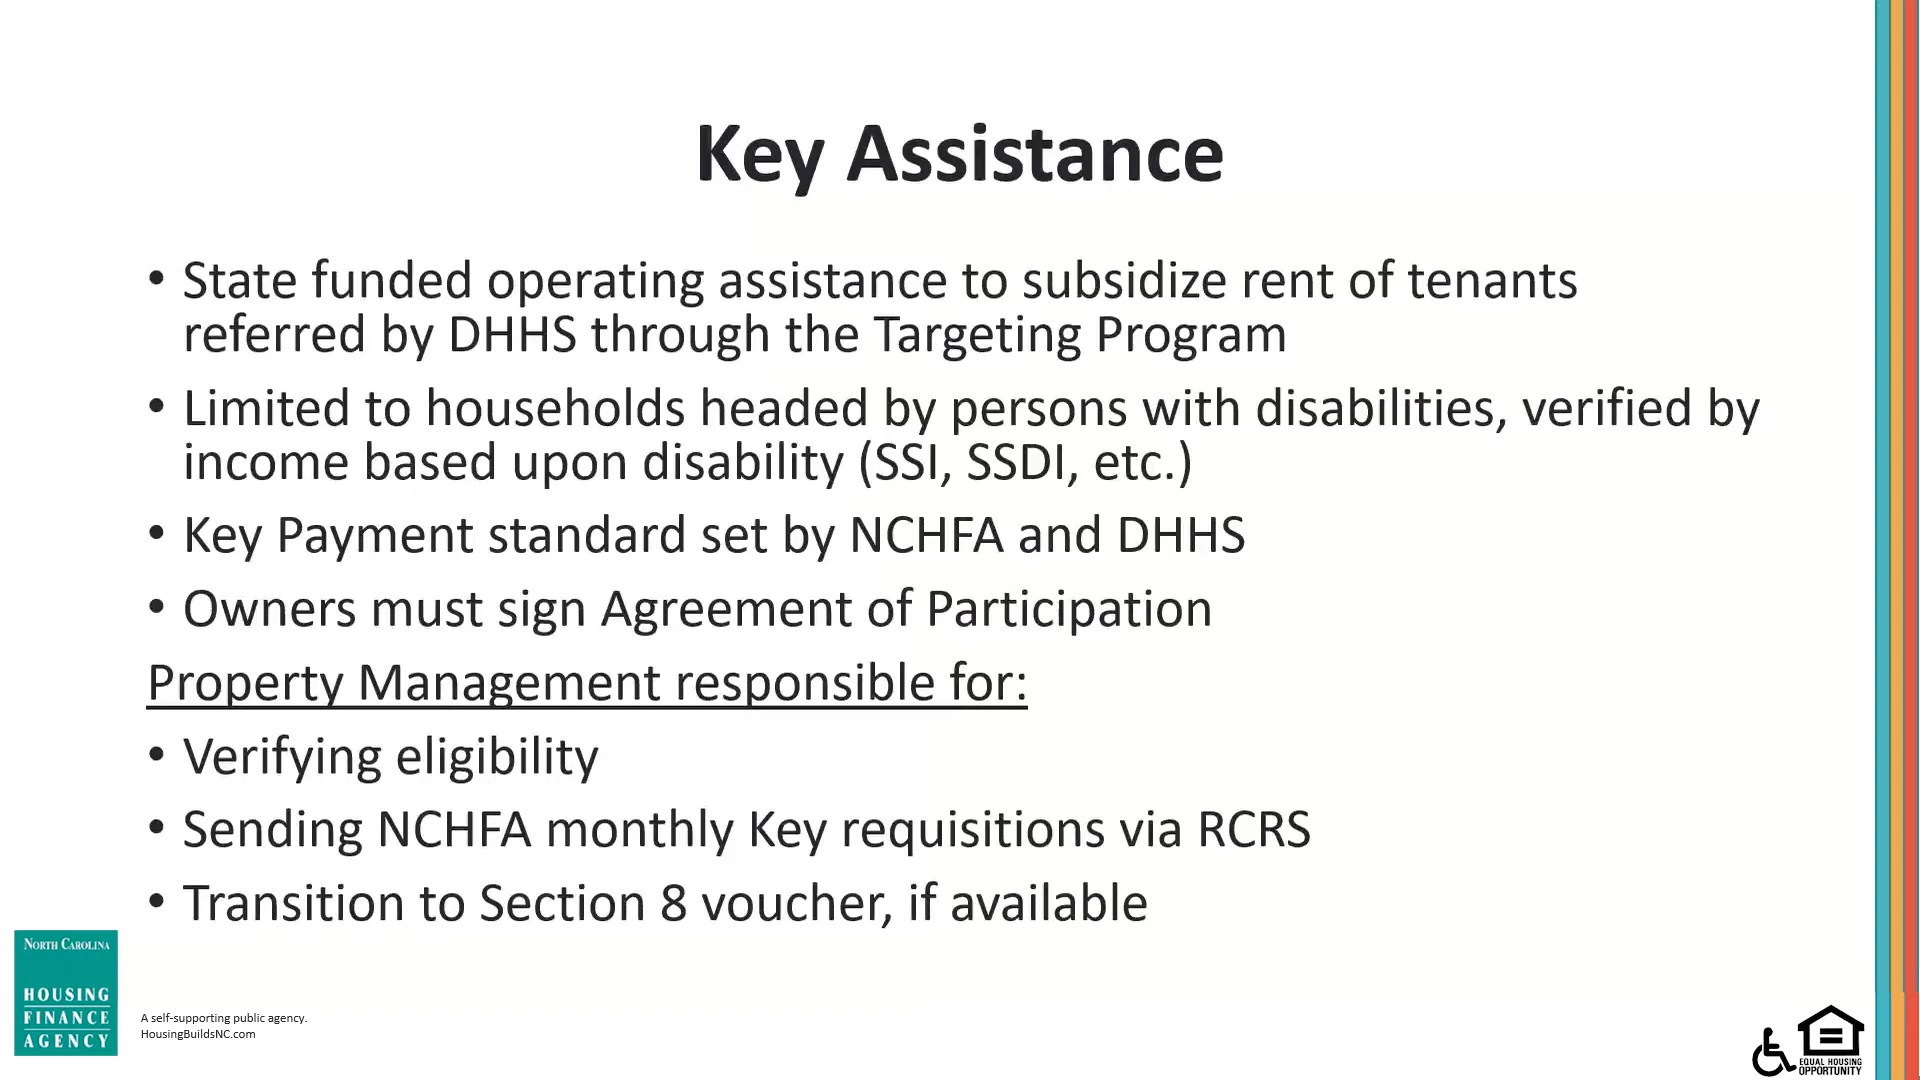 Key Assistance
• State funded operating assistance to subsidize rent of tenants
referred by DHHS through the Targeting Program
• Limited to households headed by persons with disabilities, verified by
income based upon disability (SSI, SSDI, etc.)
• Key Payment standard set by NCHFA and DHHS
• Owners must sign Agreement of Participation
Property Management responsible for:
• Verifying eligibility
• Sending NCHFA monthly Key requisitions via RCRS
• Transition to Section 8 voucher, if available
NORTH CAROLINA
HOUSING
FINANCE
AGENCY
A self-supporting public agency.
HousingBuildsNC.com
EQUAL HOUSING
OPPORTUNITY